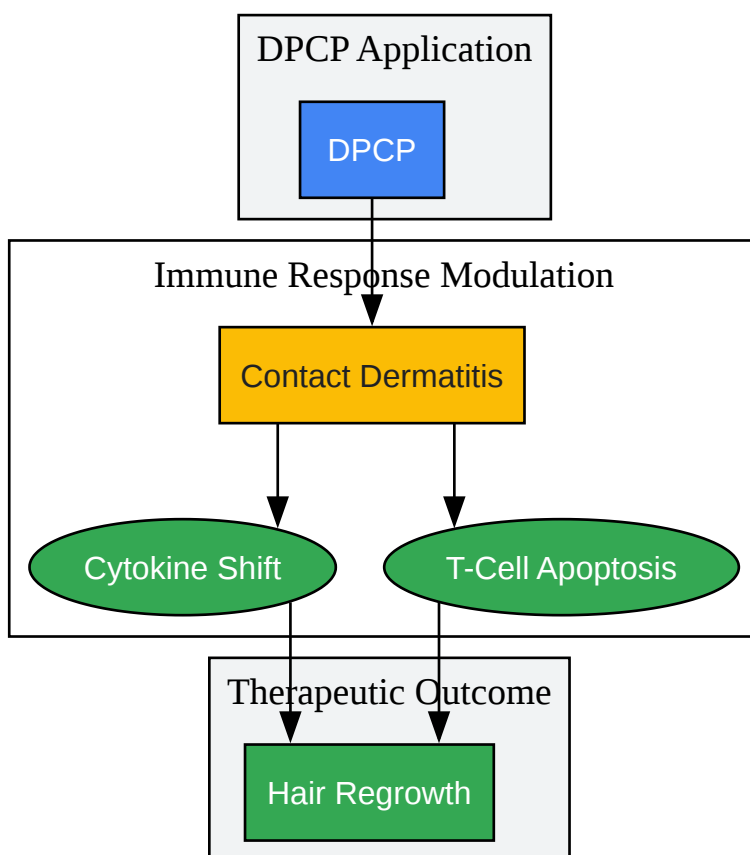 DPCP Application
DPCP
Immune Response Modulation
Contact Dermatitis
Cytokine Shift
T-Cell Apoptosis
Therapeutic Outcome
Hair Regrowth